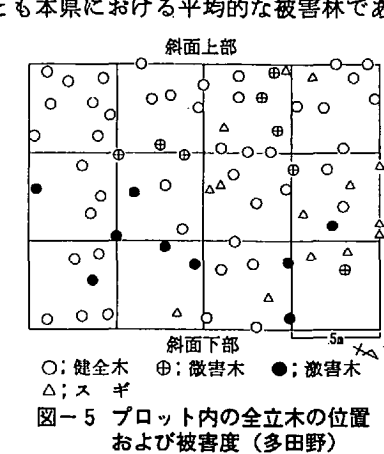 とも本県における平均的な被害林であ
斜面上部
5m
斜面下部
○；健全木　⊕；微害木　●；激害木
△；スギ
図－5 プロット内の全立木の位置
および被害度（多田野）